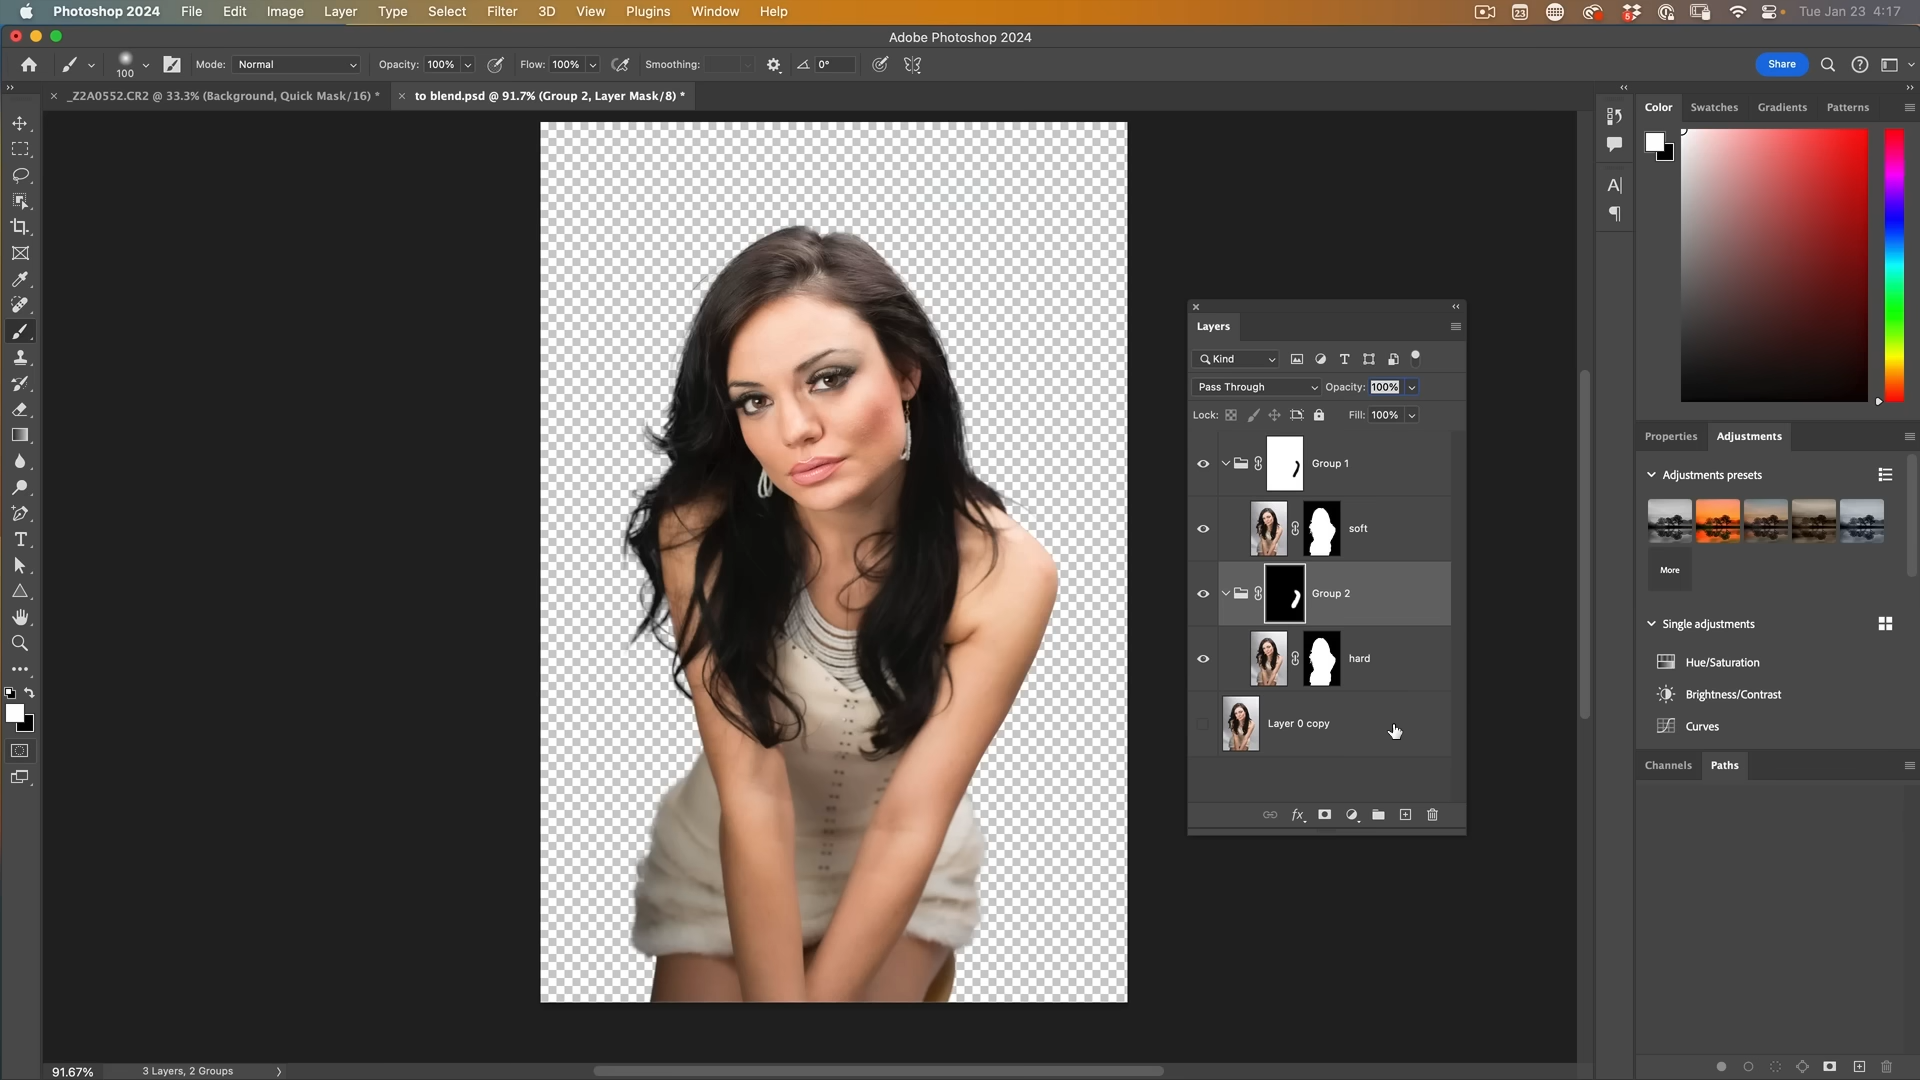 Photoshop 2024 File Edit Image Layer Type Select Filter 3D View Plugins Window Help 23 5 Tue Jan 23 4:17
Adobe Photoshop 2024
100 Mode: Normal Opacity: 100% Flow: 100% Smoothing: 0° Share
_Z2A0552.CR2 @ 33.3% (Background, Quick Mask/16) * to blend.psd @ 91.7% (Group 2, Layer Mask/8) *
Color Swatches Gradients Patterns
Layers
Kind
Pass Through Opacity: 100%
Lock: Fill: 100%
Group 1
soft
Group 2
hard
Layer 0 copy
Properties Adjustments
Adjustments presets
More
Single adjustments
Hue/Saturation
Brightness/Contrast
Curves
Channels Paths
91.67% 3 Layers, 2 Groups